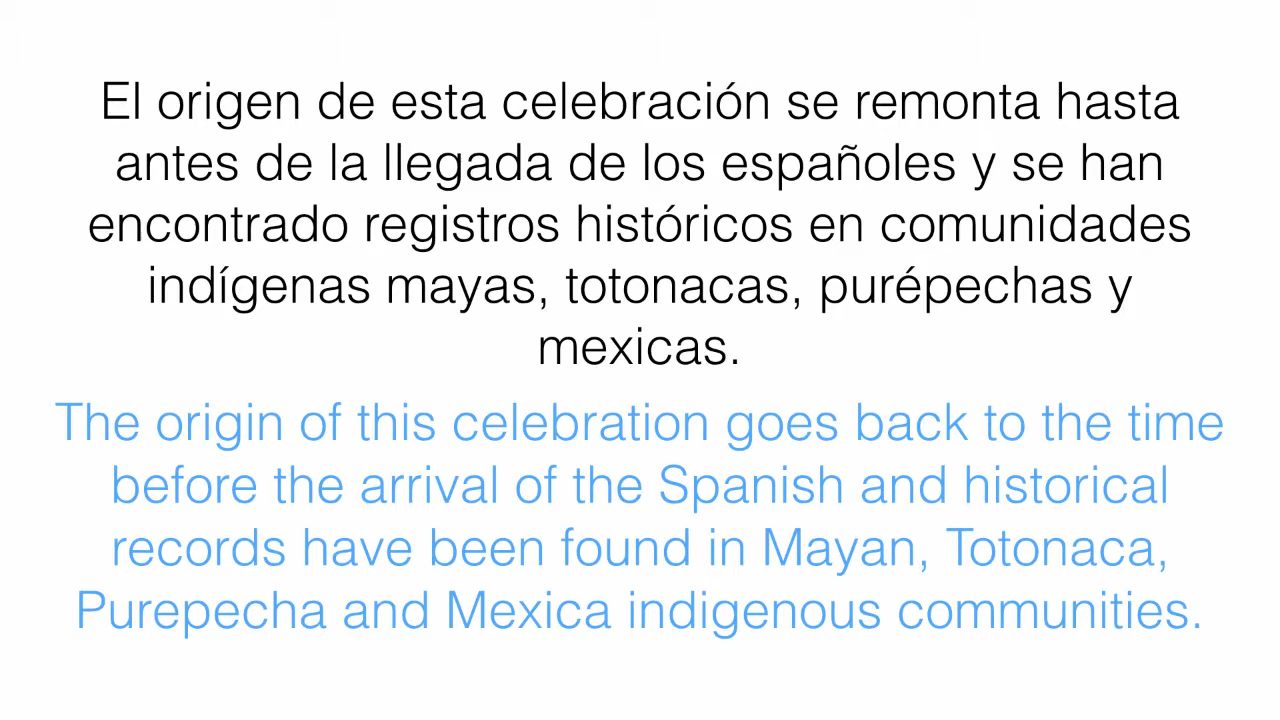 El origen de esta celebración se remonta hasta
antes de la llegada de los españoles y se han
encontrado registros históricos en comunidades
indígenas mayas, totonacas, purépechas y
mexicas.
The origin of this celebration goes back to the time
before the arrival of the Spanish and historical
records have been found in Mayan, Totonaca,
Purepecha and Mexica indigenous communities.